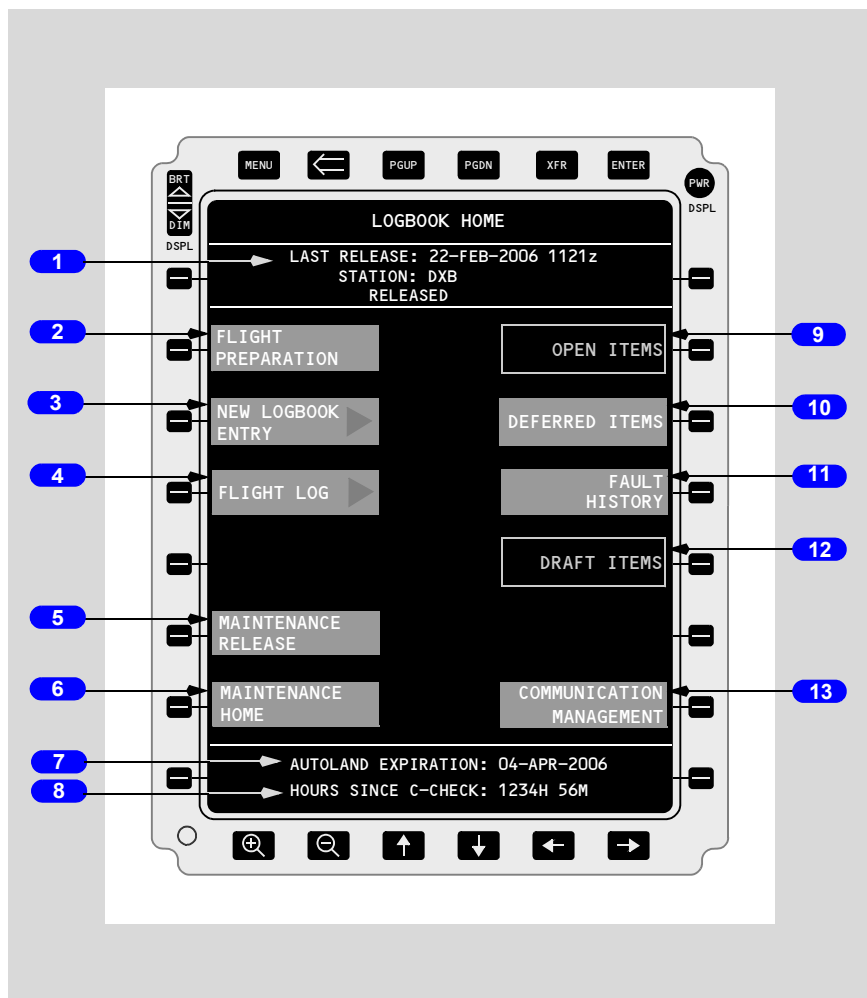 MENU
PGUP
PGDN
XFR
ENTER
BRT
DIM
DSPL
PWR
DSPL
LOGBOOK HOME
1
LAST RELEASE: 22-FEB-2006 1121z
STATION: DXB
RELEASED
2
FLIGHT
PREPARATION
OPEN ITEMS
9
3
NEW LOGBOOK
ENTRY
DEFERRED ITEMS
10
4
FLIGHT LOG
FAULT
HISTORY
11
DRAFT ITEMS
12
5
MAINTENANCE
RELEASE
6
MAINTENANCE
HOME
COMMUNICATION
MANAGEMENT
13
7
AUTOLAND EXPIRATION: 04-APR-2006
8
HOURS SINCE C-CHECK: 1234H 56M